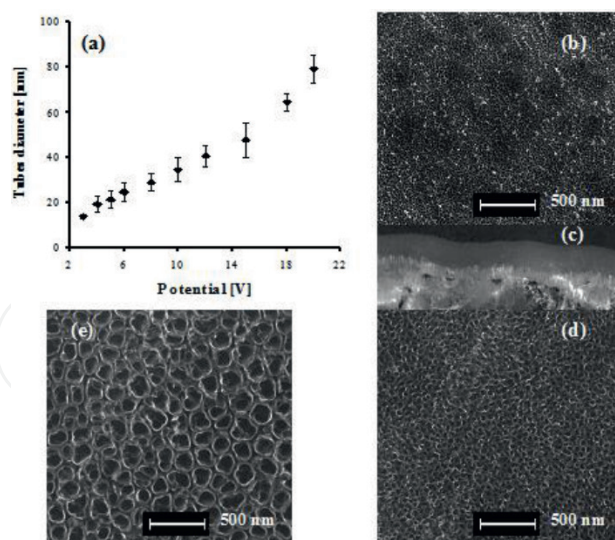 (a)
100
80
60
40
20
0
2 6 10 14 18 22
Tubes diameter [nm]
Potential [V]
(b)
500 nm
(c)
(d)
500 nm
(e)
500 nm